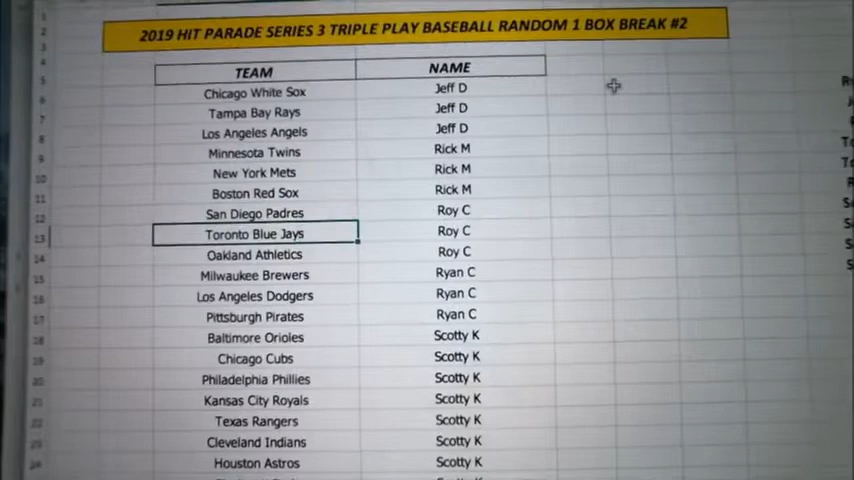 2019 HIT PARADE SERIES 3 TRIPLE PLAY BASEBALL RANDOM 1 BOX BREAK #2
TEAM NAME
Chicago White Sox Jeff D
Tampa Bay Rays Jeff D
Los Angeles Angels Jeff D
Minnesota Twins Rick M
New York Mets Rick M
Boston Red Sox Rick M
San Diego Padres Roy C
Toronto Blue Jays Roy C
Oakland Athletics Roy C
Milwaukee Brewers Ryan C
Los Angeles Dodgers Ryan C
Pittsburgh Pirates Ryan C
Baltimore Orioles Scotty K
Chicago Cubs Scotty K
Philadelphia Phillies Scotty K
Kansas City Royals Scotty K
Texas Rangers Scotty K
Cleveland Indians Scotty K
Houston Astros Scotty K